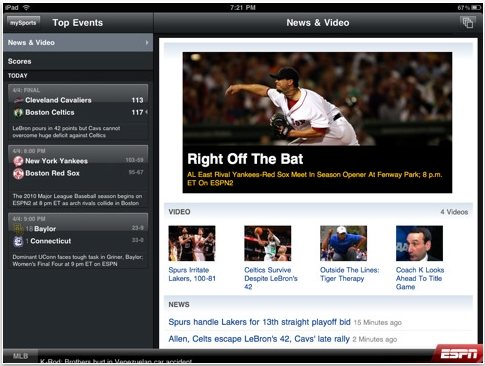 iPad
7:21 PM
67%
mySports
Top Events
News & Video
News & Video
Scores
TODAY
4/4: FINAL
Cleveland Cavaliers 113
Boston Celtics 117
LeBron pours in 42 points but Cavs cannot
overcome huge deficit against Celtics
4/4: 8:00 PM
New York Yankees 103-59
Boston Red Sox 95-67
The 2010 Major League Baseball season begins on
ESPN2 at 8 pm ET as arch rivals collide in Boston
4/4: 9:00 PM
18 Baylor 23-9
1 Connecticut 33-0
Dominant UConn faces tough task in Griner, Baylor;
Women's Final Four at 9 pm ET on ESPN
Right Off The Bat
AL East Rival Yankees-Red Sox Meet In Season Opener At Fenway Park; 8 p.m.
ET On ESPN2
VIDEO
4 Videos
Spurs Irritate
Lakers, 100-81
Celtics Survive
Despite LeBron's
42
Outside The Lines:
Tiger Therapy
Coach K Looks
Ahead To Title
Game
NEWS
Spurs handle Lakers for 13th straight playoff bid 15 Minutes ago
Allen, Celts escape LeBron's 42, Cavs' late rally 2 Minutes ago
MLB
K-Rod: Brothers hurt in Venezuelan car accident
ESPN